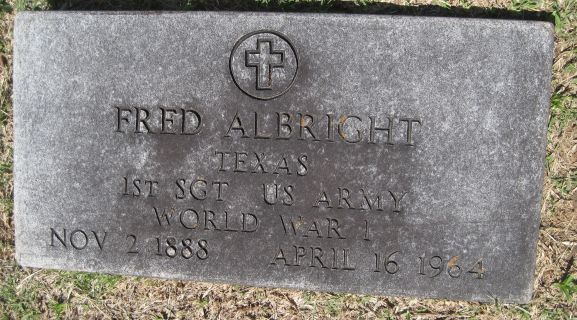 FRED ALBRIGHT
TEXAS
1ST SGT US ARMY
WORLD WAR I
NOV 2 1888 APRIL 16 1964